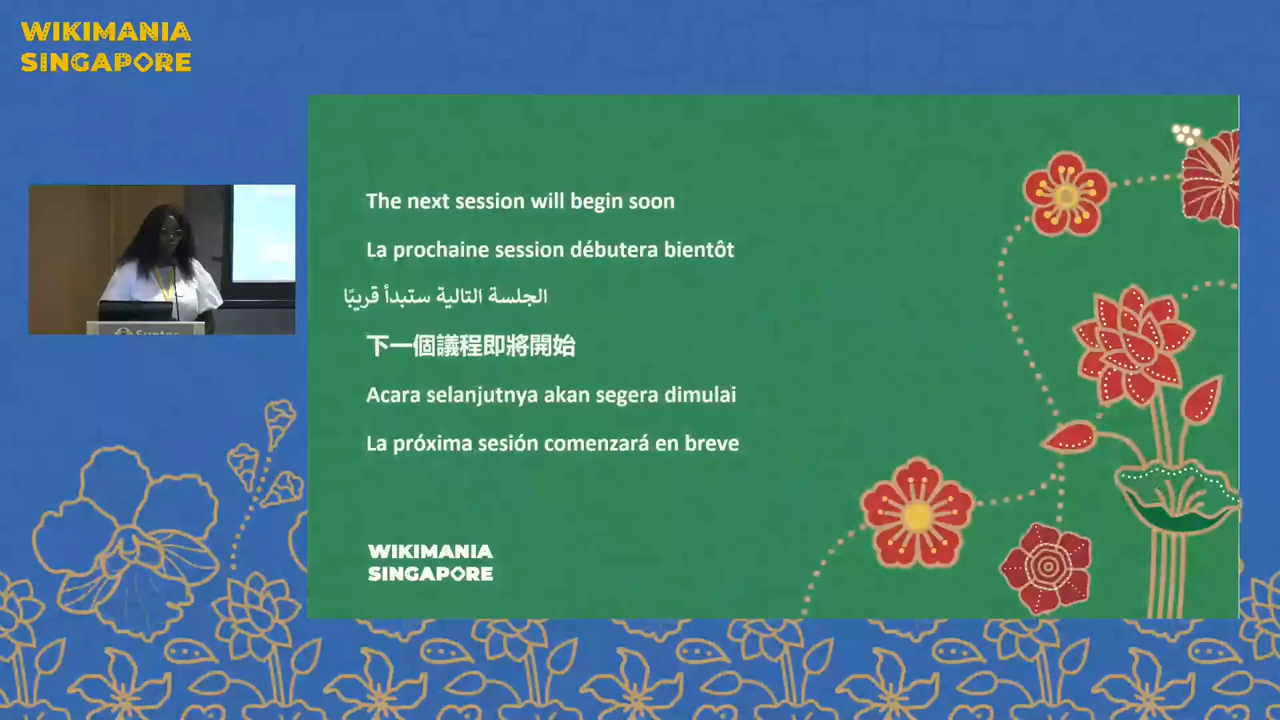 WIKIMANIA
SINGAPORE
The next session will begin soon
La prochaine session débutera bientôt
الجلسة التالية ستبدأ قريبًا
下一個議程即將開始
Acara selanjutnya akan segera dimulai
La próxima sesión comenzará en breve
WIKIMANIA
SINGAPORE